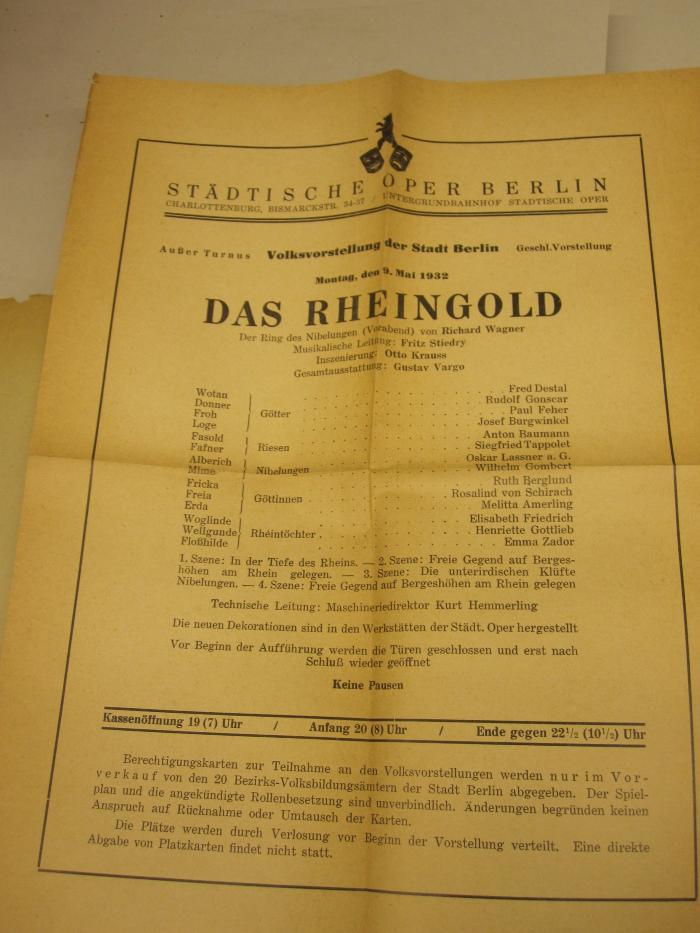 STÄDTISCHE OPER BERLIN
CHARLOTTENBURG, BISMARCKSTR. 34-37 / UNTERGRUNDBAHNHOF STÄDTISCHE OPER
Außer Turnus Volksvorstellung der Stadt Berlin Geschl. Vorstellung
Montag, den 9. Mai 1932
DAS RHEINGOLD
Der Ring des Nibelungen (Vorabend) von Richard Wagner
Musikalische Leitung: Fritz Stiedry
Inszenierung: Otto Krauss
Gesamtausstattung: Gustav Vargo
Wotan } Götter . . . . . Fred Destal
Donner . . . . . Rudolf Gonscar
Froh . . . . . Paul Feher
Loge . . . . . Josef Burgwinkel
Fasold } Riesen . . . . . Anton Baumann
Fafner . . . . . Siegfried Tappolet
Alberich } Nibelungen . . . . . Oskar Lassner a. G.
Mime . . . . . Wilhelm Gombert
Fricka } Göttinnen . . . . . Ruth Berglund
Freia . . . . . Rosalind von Schirach
Erda . . . . . Melitta Amerling
Woglinde } Rheintöchter . . . . . Elisabeth Friedrich
Wellgunde . . . . . Henriette Gottlieb
Floßhilde . . . . . Emma Zador
1. Szene: In der Tiefe des Rheins. — 2. Szene: Freie Gegend auf Berges-
höhen am Rhein gelegen. — 3. Szene: Die unterirdischen Klüfte
Nibelungen. — 4. Szene: Freie Gegend auf Bergeshöhen am Rhein gelegen
Technische Leitung: Maschineriedirektor Kurt Hemmerling
Die neuen Dekorationen sind in den Werkstätten der Städt. Oper hergestellt
Vor Beginn der Aufführung werden die Türen geschlossen und erst nach
Schluß wieder geöffnet
Keine Pausen
Kassenöffnung 19 (7) Uhr / Anfang 20 (8) Uhr / Ende gegen 22½ (10½) Uhr
Berechtigungskarten zur Teilnahme an den Volksvorstellungen werden nur im Vor-
verkauf von den 20 Bezirks-Volksbildungsämtern der Stadt Berlin abgegeben. Der Spiel-
plan und die angekündigte Rollenbesetzung sind unverbindlich. Änderungen begründen keinen
Anspruch auf Rücknahme oder Umtausch der Karten.
Die Plätze werden durch Verlosung vor Beginn der Vorstellung verteilt. Eine direkte
Abgabe von Platzkarten findet nicht statt.